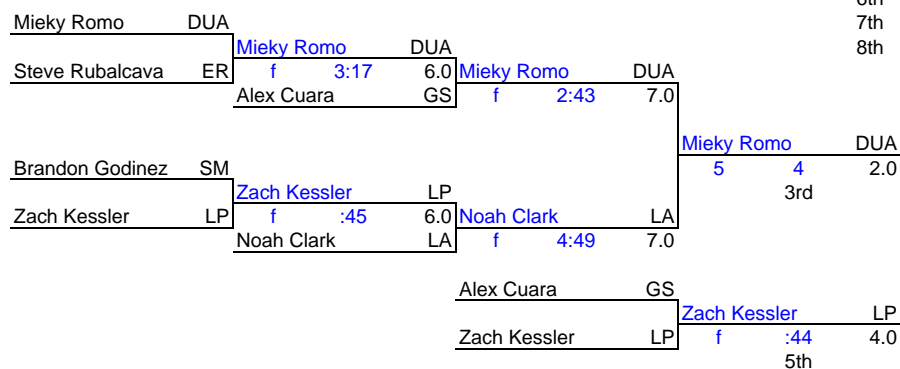 6th
Mieky Romo DUA 7th
Mieky Romo DUA 8th
Steve Rubalcava ER f 3:17 6.0 Mieky Romo DUA
Alex Cuara GS f 2:43 7.0
Mieky Romo DUA
Brandon Godinez SM 5 4 2.0
Zach Kessler LP 3rd
Zach Kessler LP f :45 6.0 Noah Clark LA
Noah Clark LA f 4:49 7.0
Alex Cuara GS
Zach Kessler LP
Zach Kessler LP f :44 4.0
5th